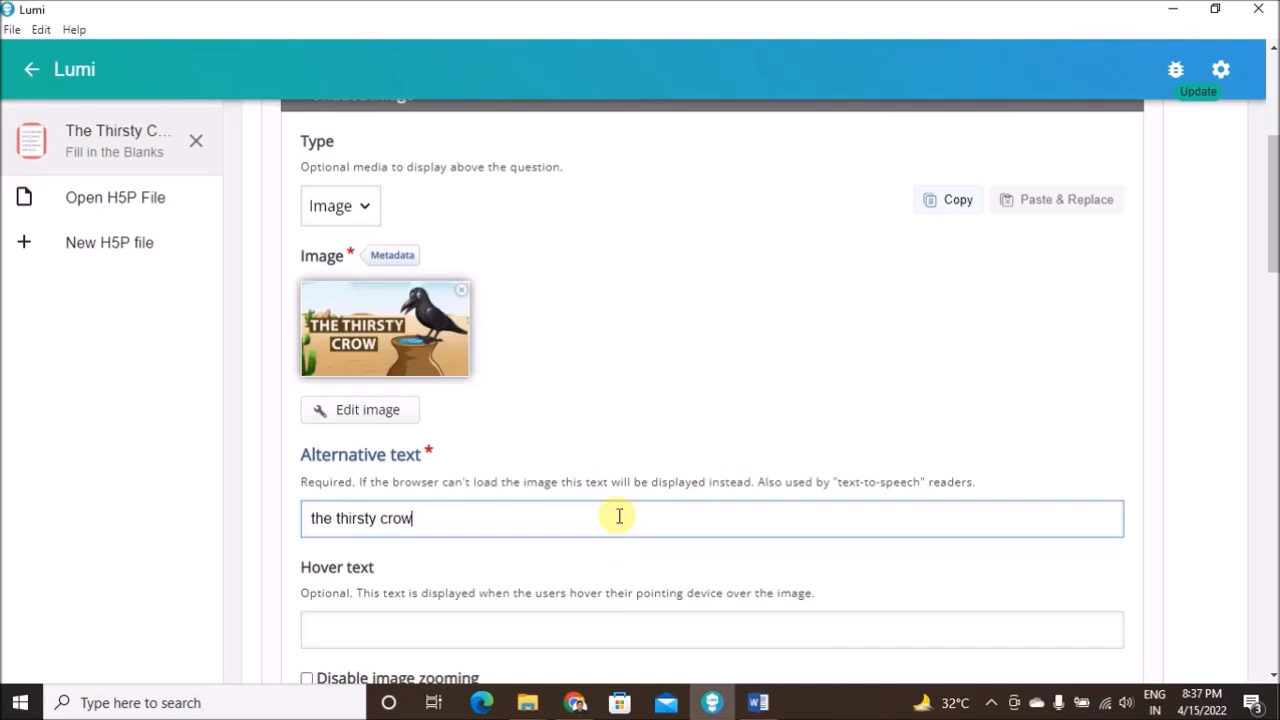 Lumi
File Edit Help
Lumi
Update
The Thirsty C...
Fill in the Blanks
Open H5P File
New H5P file
Type
Optional media to display above the question.
Image
Copy
Paste & Replace
Image * Metadata
THE THIRSTY
CROW
Edit image
Alternative text *
Required. If the browser can't load the image this text will be displayed instead. Also used by "text-to-speech" readers.
the thirsty crow
Hover text
Optional. This text is displayed when the users hover their pointing device over the image.
Disable image zooming
Type here to search
32°C
ENG
IN
8:37 PM
4/15/2022
3